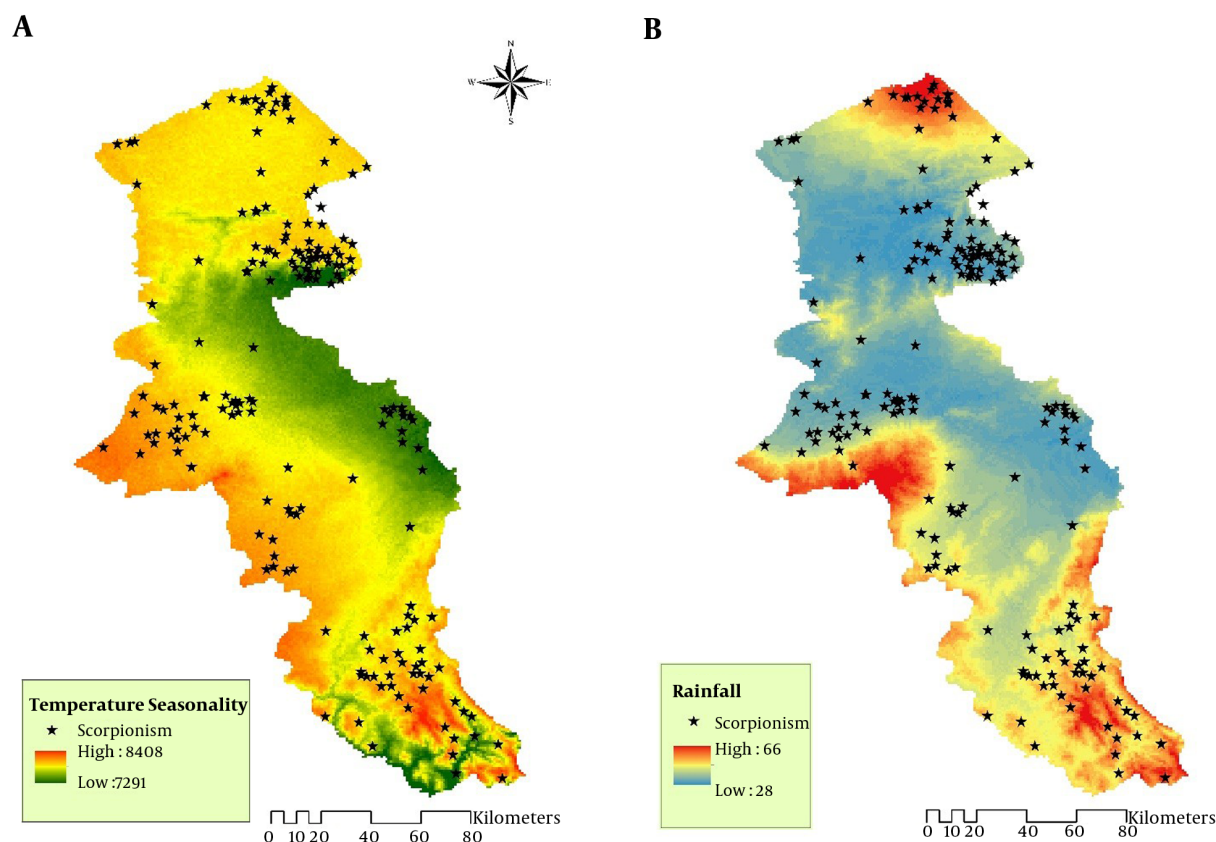 A
B
N
W
E
S
Temperature Seasonality
Scorpionism
High : 8408
Low :7291
Rainfall
Scorpionism
High : 66
Low : 28
Kilometers
0 10 20 40 60 80
Kilometers
0 10 20 40 60 80